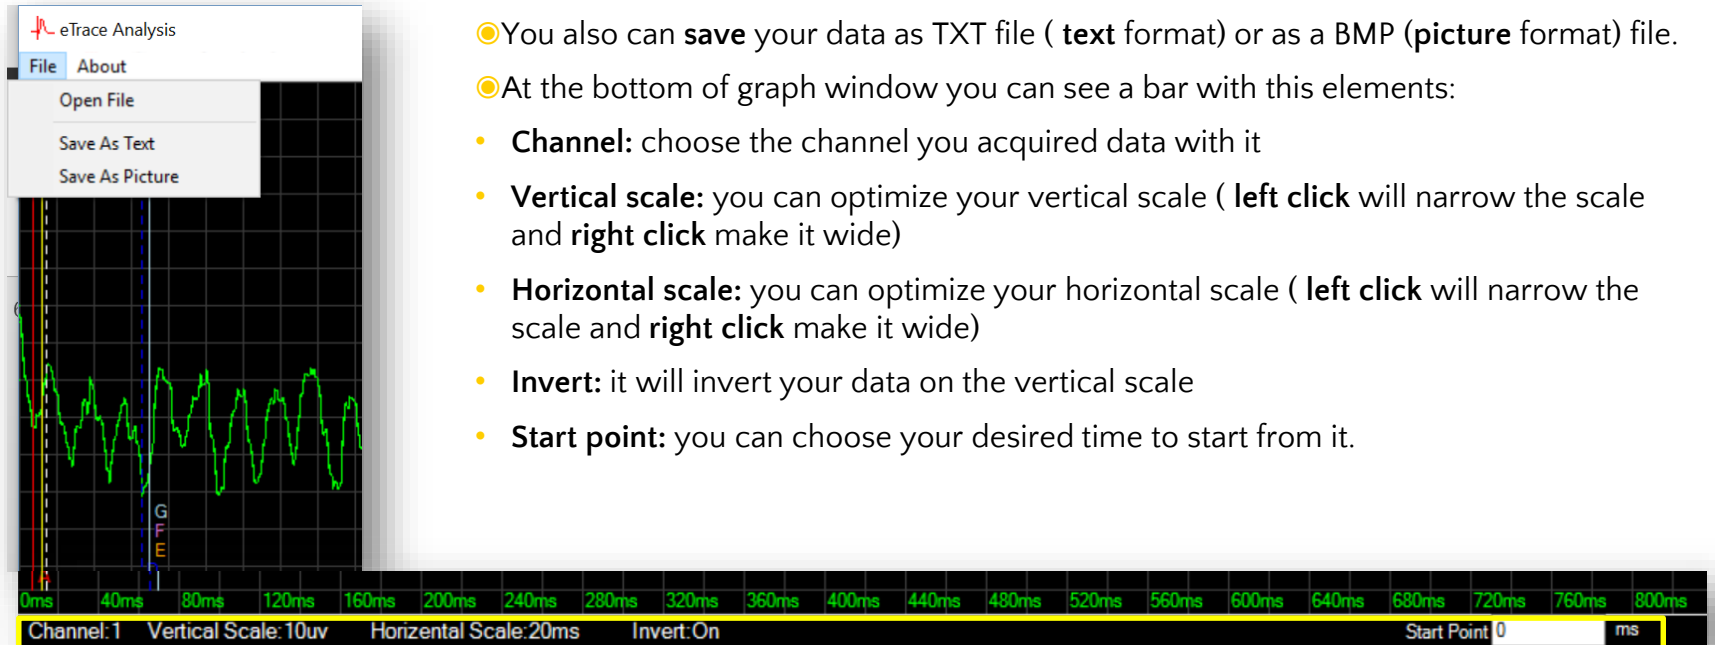 eTrace Analysis
File About
Open File
Save As Text
Save As Picture
You also can save your data as TXT file ( text format) or as a BMP (picture format) file.
At the bottom of graph window you can see a bar with this elements:
• Channel: choose the channel you acquired data with it
• Vertical scale: you can optimize your vertical scale ( left click will narrow the scale
and right click make it wide)
• Horizontal scale: you can optimize your horizontal scale ( left click will narrow the
scale and right click make it wide)
• Invert: it will invert your data on the vertical scale
• Start point: you can choose your desired time to start from it.
G
F
E
0ms 40ms 80ms 120ms 160ms 200ms 240ms 280ms 320ms 360ms 400ms 440ms 480ms 520ms 560ms 600ms 640ms 680ms 720ms 760ms 800ms
Channel:1 Vertical Scale:10uv Horizental Scale:20ms Invert:On Start Point 0 ms